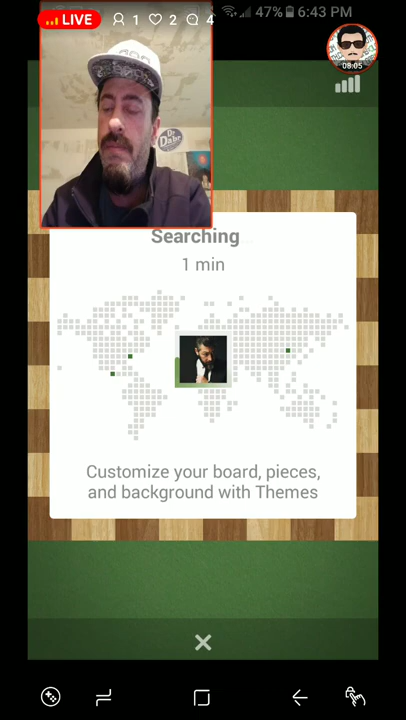 LIVE 1 2 4 47% 6:43 PM
08:05
Dr
Dabz
Searching...
1 min
Customize your board, pieces,
and background with Themes